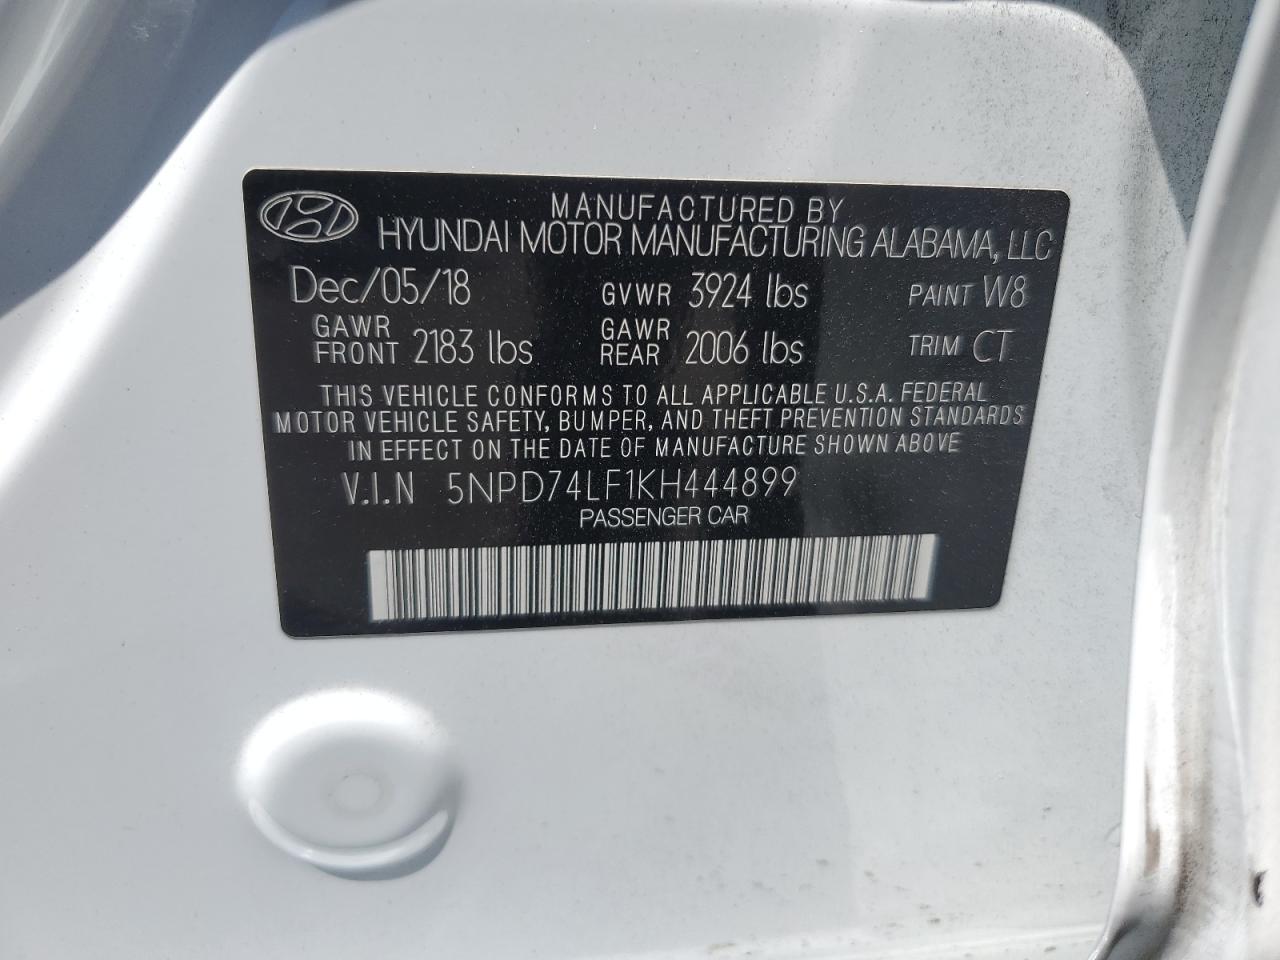 MANUFACTURED BY
HYUNDAI MOTOR MANUFACTURING ALABAMA, LLC
Dec/05/18 GVWR 3924 lbs PAINT W8
GAWR FRONT 2183 lbs GAWR REAR 2006 lbs TRIM CT
THIS VEHICLE CONFORMS TO ALL APPLICABLE U.S.A. FEDERAL
MOTOR VEHICLE SAFETY, BUMPER, AND THEFT PREVENTION STANDARDS
IN EFFECT ON THE DATE OF MANUFACTURE SHOWN ABOVE
V.I.N 5NPD74LF1KH444899
PASSENGER CAR